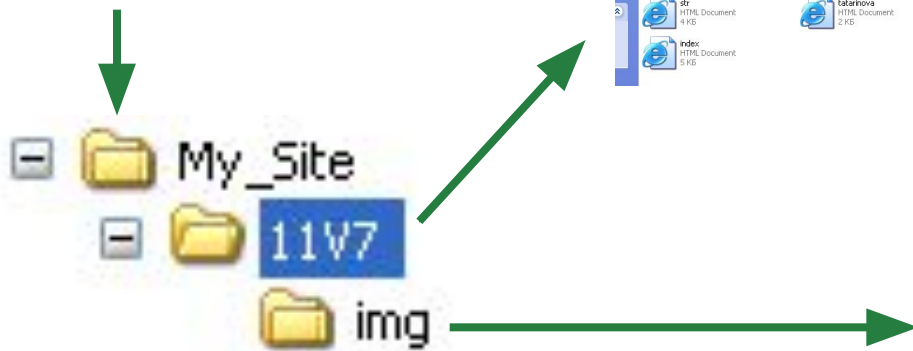 str
HTML Document
4 КБ
tatarinova
HTML Document
2 КБ
index
HTML Document
5 КБ
My_Site
11V7
img